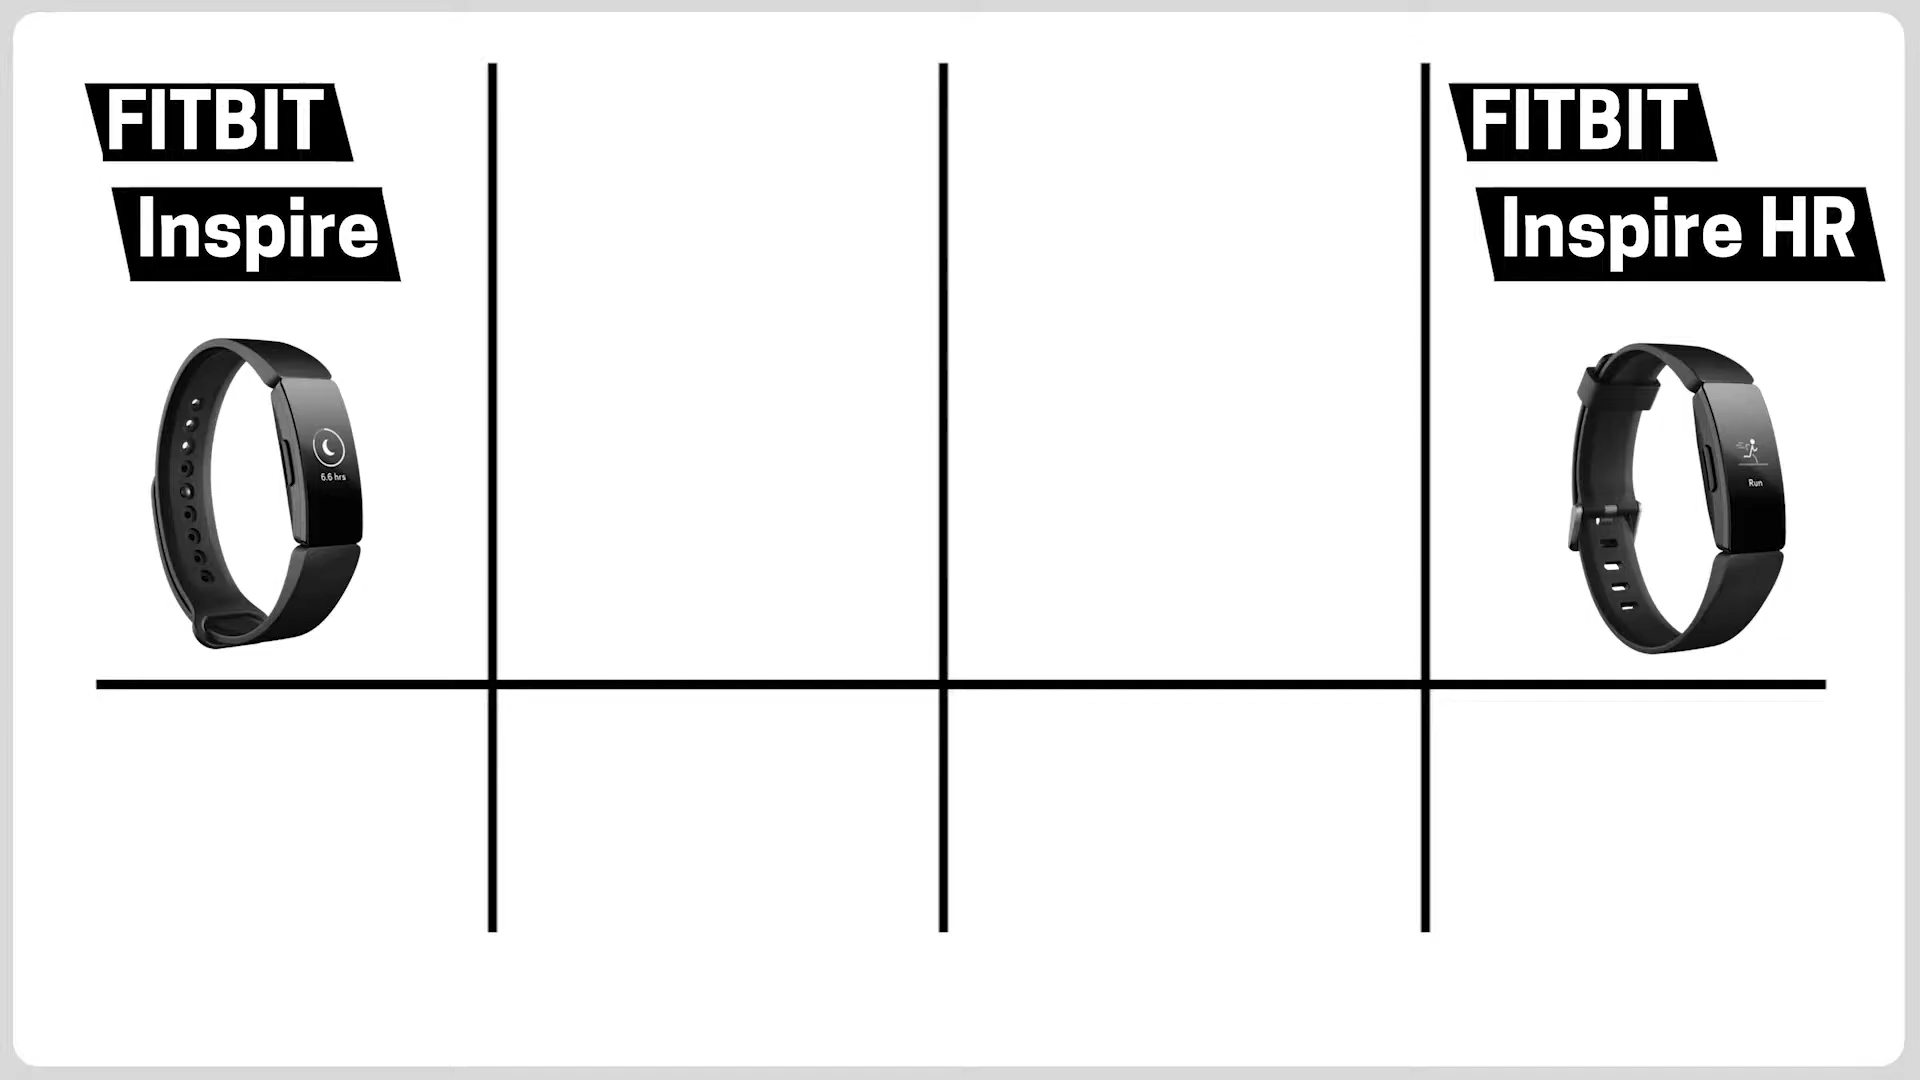 FITBIT
Inspire
6.6 hrs
FITBIT
Inspire HR
Run